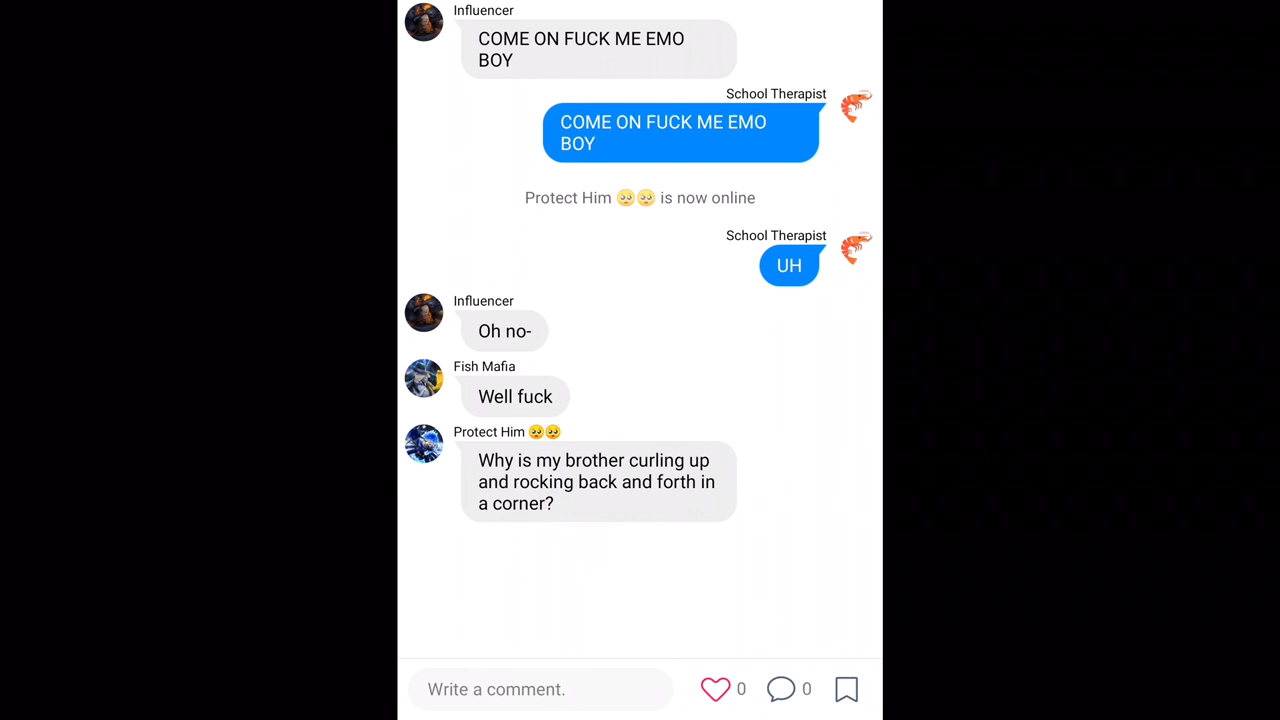 Influencer
COME ON FUCK ME EMO
BOY
School Therapist
COME ON FUCK ME EMO
BOY
Protect Him 🥺🥺 is now online
School Therapist
UH
Influencer
Oh no-
Fish Mafia
Well fuck
Protect Him 🥺🥺
Why is my brother curling up
and rocking back and forth in
a corner?
Write a comment.
0
0